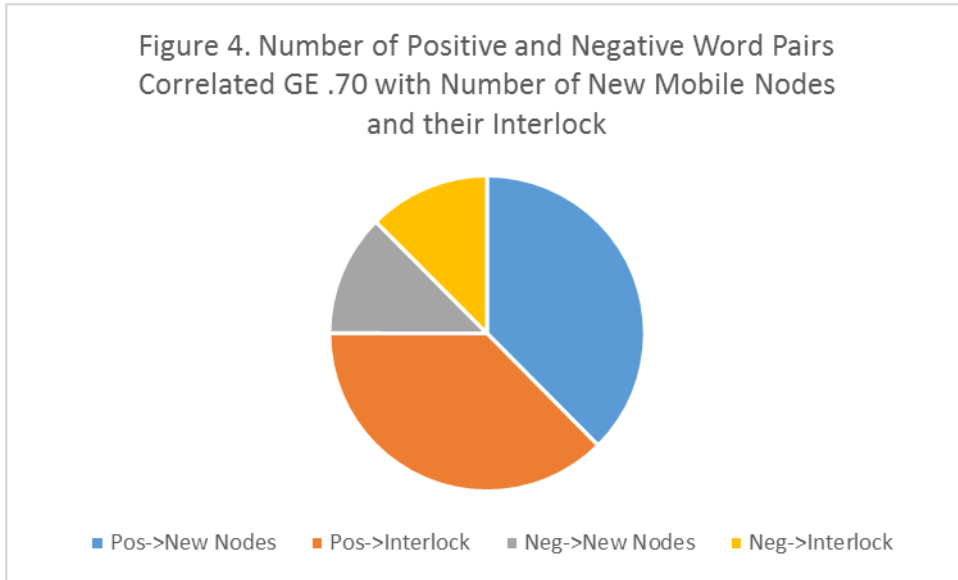 Figure 4. Number of Positive and Negative Word Pairs
Correlated GE .70 with Number of New Mobile Nodes
and their Interlock
Pos->New Nodes Pos->Interlock Neg->New Nodes Neg->Interlock